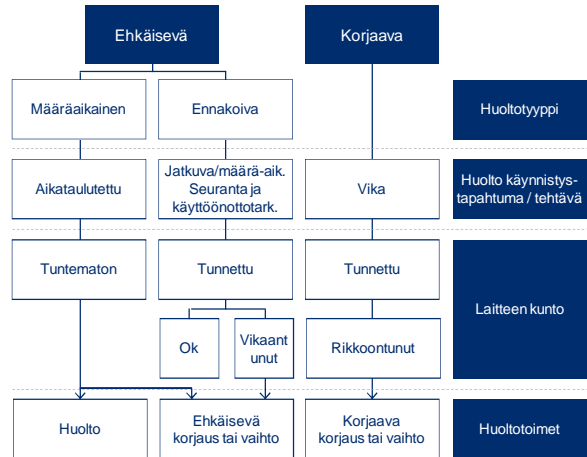 Ehkäisevä
Korjaava
Määräaikainen
Ennakoiva
Huoltotyyppi
Aikataulutettu
Jatkuva/määrä-aik.
Seuranta ja
käyttöönottotark.
Vika
Huolto käynnistys-
tapahtuma / tehtävä
Tuntematon
Tunnettu
Tunnettu
Laitteen kunto
Ok
Vikaant
unut
Rikkoontunut
Huolto
Ehkäisevä
korjaus tai vaihto
Korjaava
korjaus tai vaihto
Huoltotoimet